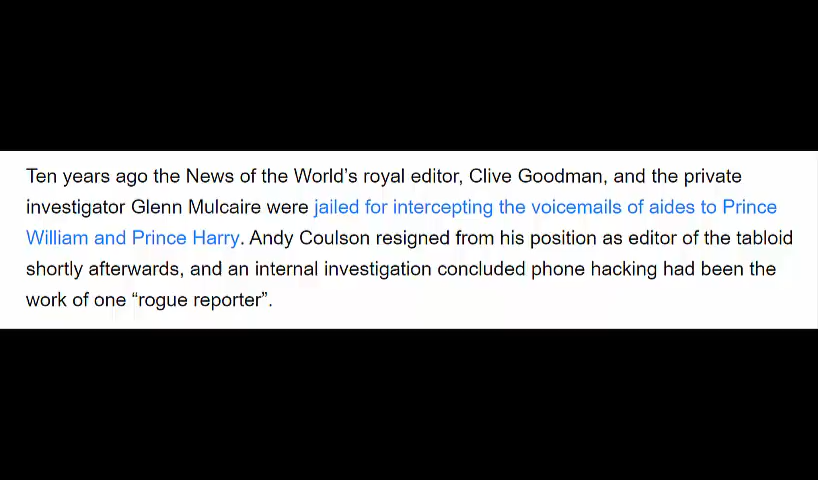 Ten years ago the News of the World’s royal editor, Clive Goodman, and the private
investigator Glenn Mulcaire were jailed for intercepting the voicemails of aides to Prince
William and Prince Harry. Andy Coulson resigned from his position as editor of the tabloid
shortly afterwards, and an internal investigation concluded phone hacking had been the
work of one “rogue reporter”.